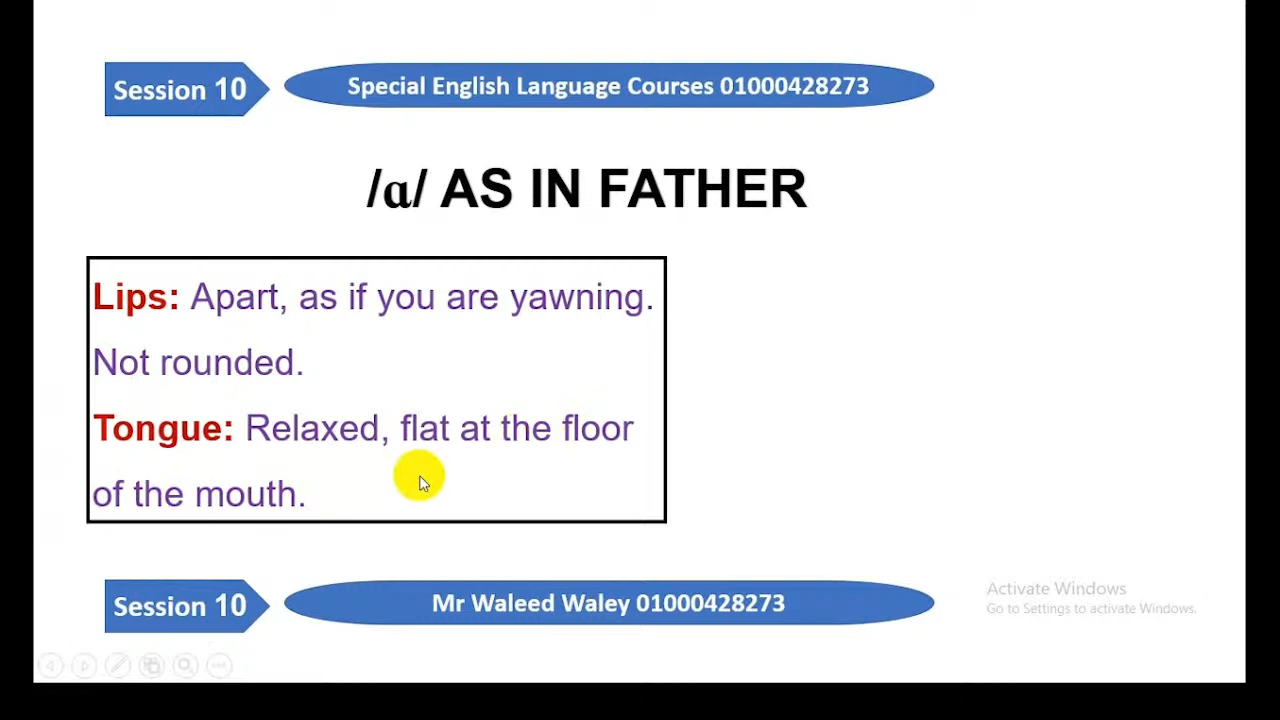 Session 10
Special English Language Courses 01000428273
/ɑ/ AS IN FATHER
Lips: Apart, as if you are yawning.
Not rounded.
Tongue: Relaxed, flat at the floor
of the mouth.
Session 10
Mr Waleed Waley 01000428273
Activate Windows
Go to Settings to activate Windows.